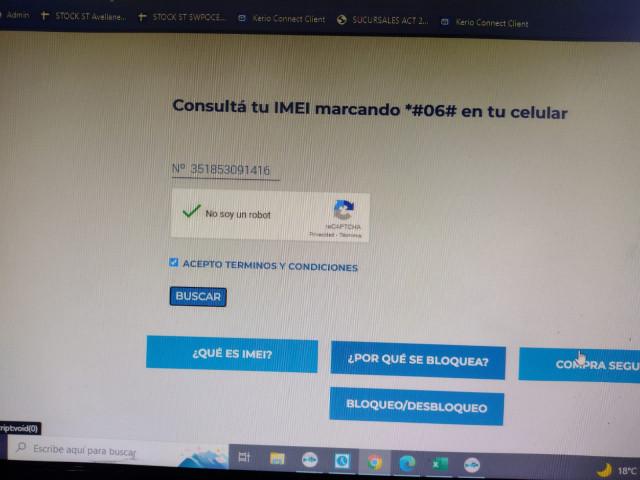 Admin STOCK ST Avellane... STOCK ST SWPOCE... Kerio Connect Client SUCURSALES ACT 2... Kerio Connect Client
Consultá tu IMEI marcando *#06# en tu celular
Nº 351853091416
No soy un robot
reCAPTCHA
Privacidad - Términos
ACEPTO TERMINOS Y CONDICIONES
BUSCAR
¿QUÉ ES IMEI? ¿POR QUÉ SE BLOQUEA? COMPRA SEGU
BLOQUEO/DESBLOQUEO
riptvoid(0)
Escribe aquí para buscar
18°C